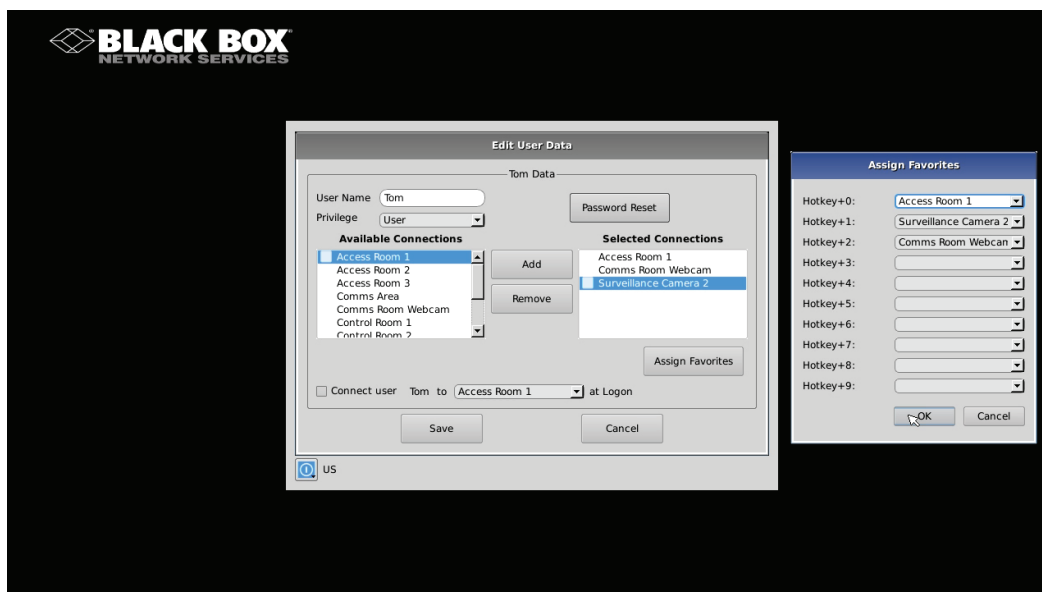 BLACK BOX
NETWORK SERVICES
Edit User Data
Tom Data
User Name Tom
Password Reset
Privilege User
Available Connections
Access Room 1
Access Room 2
Access Room 3
Comms Area
Comms Room Webcam
Control Room 1
Control Room 2
Add
Remove
Selected Connections
Access Room 1
Comms Room Webcam
Surveillance Camera 2
Assign Favorites
Connect user Tom to Access Room 1 at Logon
Save Cancel
US
Assign Favorites
Hotkey+0: Access Room 1
Hotkey+1: Surveillance Camera 2
Hotkey+2: Comms Room Webcan
Hotkey+3:
Hotkey+4:
Hotkey+5:
Hotkey+6:
Hotkey+7:
Hotkey+8:
Hotkey+9:
OK Cancel